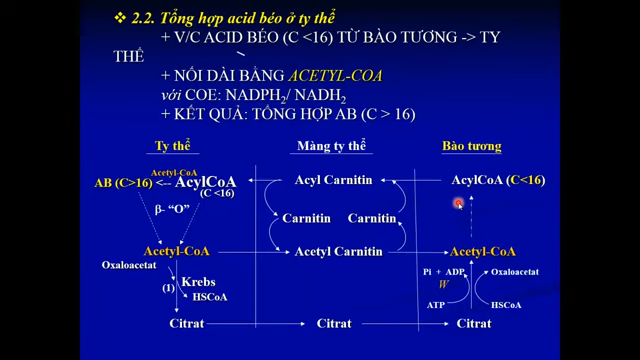 ❖ 2.2. Tổng hợp acid béo ở ty thể
+ V/C ACID BÉO (C <16) TỪ BÀO TƯƠNG -> TY
THỂ
+ NỐI DÀI BẰNG ACETYL-COA
với COE: NADPH2/ NADH2
+ KẾT QUẢ: TỔNG HỢP AB (C > 16)
Ty thể Màng ty thể Bào tương
Acetyl-CoA
AB (C>16) <-- AcylCoA Acyl Carnitin AcylCoA (C<16)
(C <16)
β- “O”
Carnitin Carnitin
Acetyl-CoA Acetyl Carnitin Acetyl-CoA
Oxaloacetat Pi + ADP Oxaloacetat
(1) Krebs W
HSCoA ATP HSCoA
Citrat Citrat Citrat